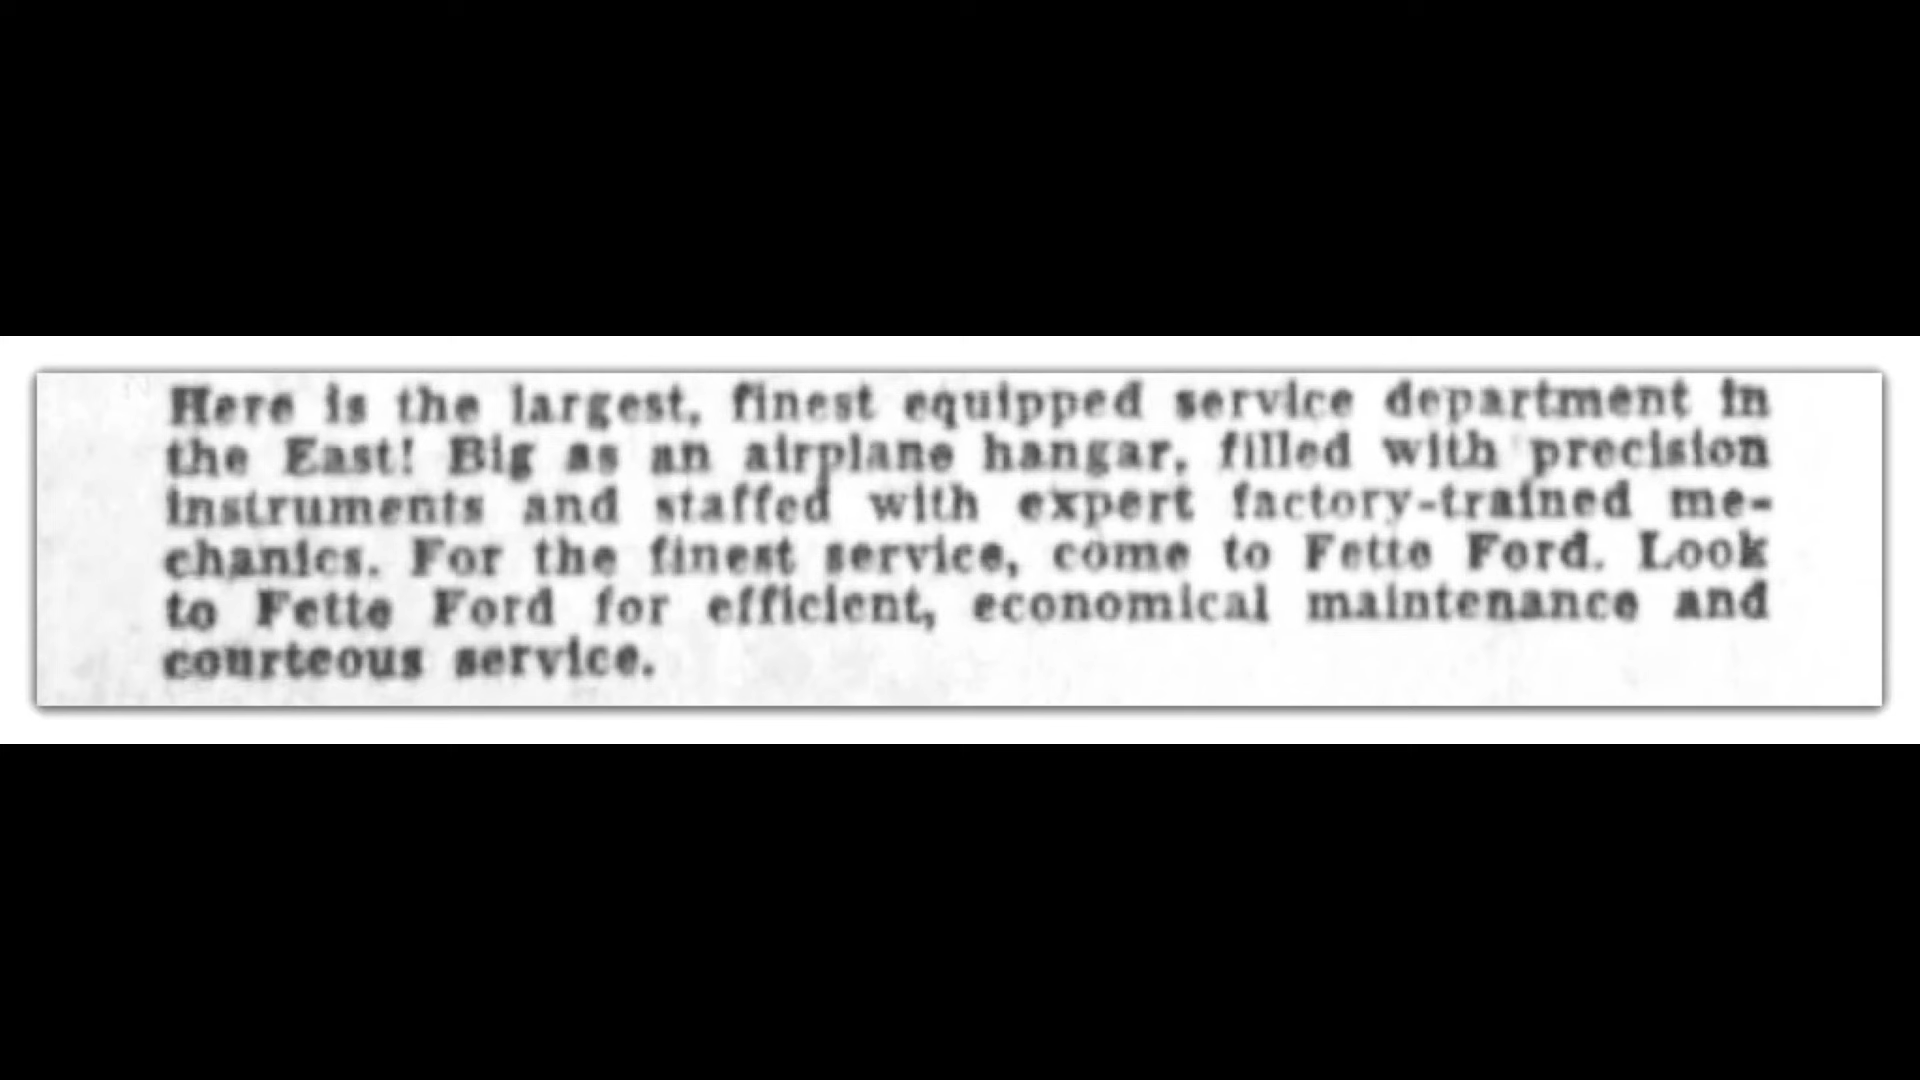 Here is the largest, finest equipped service department in
the East! Big as an airplane hangar, filled with precision
instruments and staffed with expert factory-trained me-
chanics. For the finest service, come to Fette Ford. Look
to Fette Ford for efficient, economical maintenance and
courteous service.